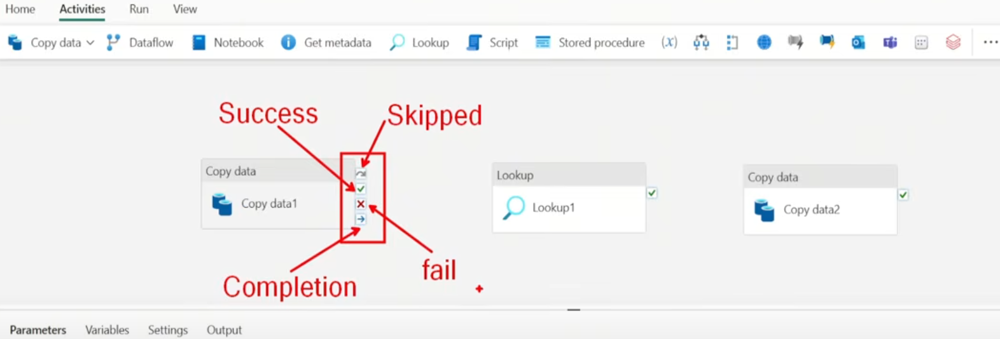 Home Activities Run View
Copy data Dataflow Notebook Get metadata Lookup Script Stored procedure (x)
Success Skipped
Copy data
Copy data1
Lookup
Lookup1
Copy data
Copy data2
Completion
fail
Parameters Variables Settings Output